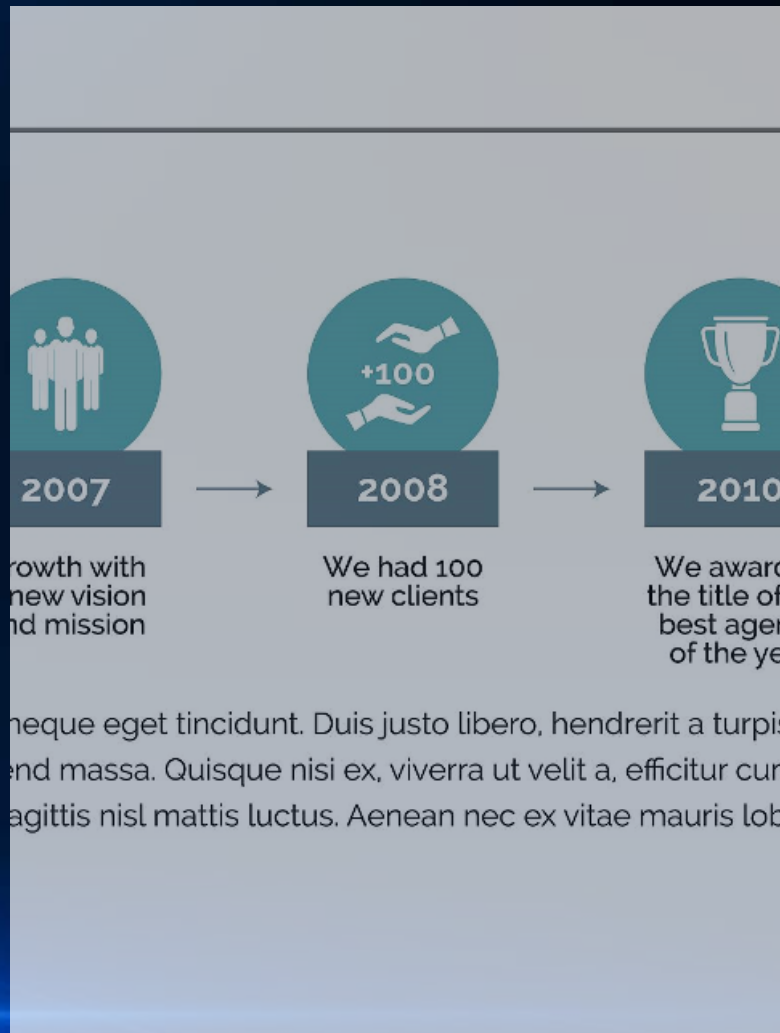 +100
2007
2008
2010
rowth with
new vision
nd mission
We had 100
new clients
We award
the title of
best agen
of the ye
neque eget tincidunt. Duis justo libero, hendrerit a turpis
end massa. Quisque nisi ex, viverra ut velit a, efficitur cur
agittis nisl mattis luctus. Aenean nec ex vitae mauris lob